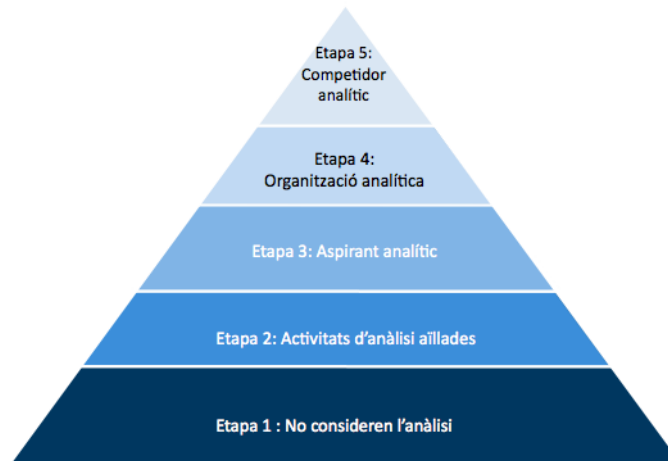 Etapa 5:
Competidor
analític
Etapa 4:
Organització analítica
Etapa 3: Aspirant analític
Etapa 2: Activitats d'anàlisi aïllades
Etapa 1 : No consideren l'anàlisi